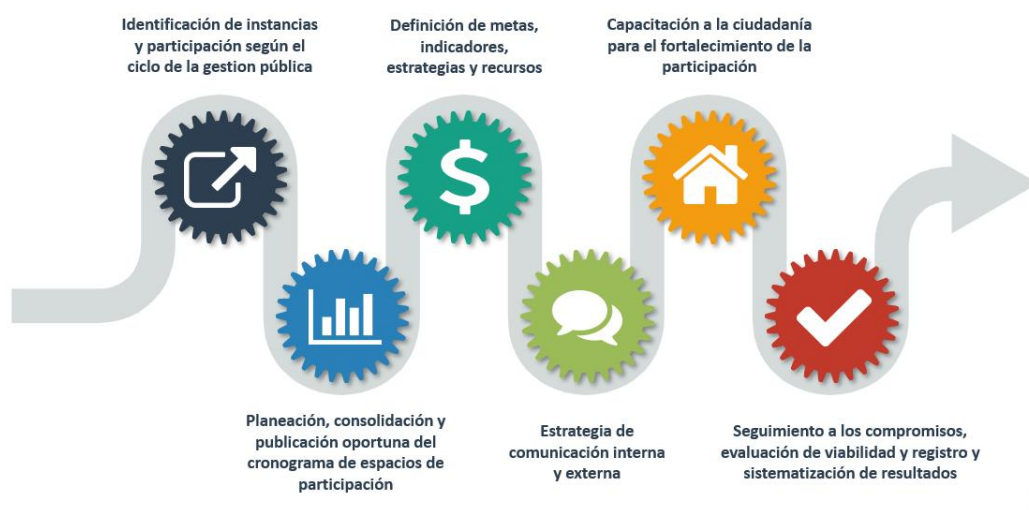 Identificación de instancias
y participación según el
ciclo de la gestion pública
Planeación, consolidación y
publicación oportuna del
cronograma de espacios de
participación
Definición de metas,
indicadores,
estrategias y recursos
Estrategia de
comunicación interna
y externa
Capacitación a la ciudadanía
para el fortalecimiento de la
participación
Seguimiento a los compromisos,
evaluación de viabilidad y registro y
sistematización de resultados